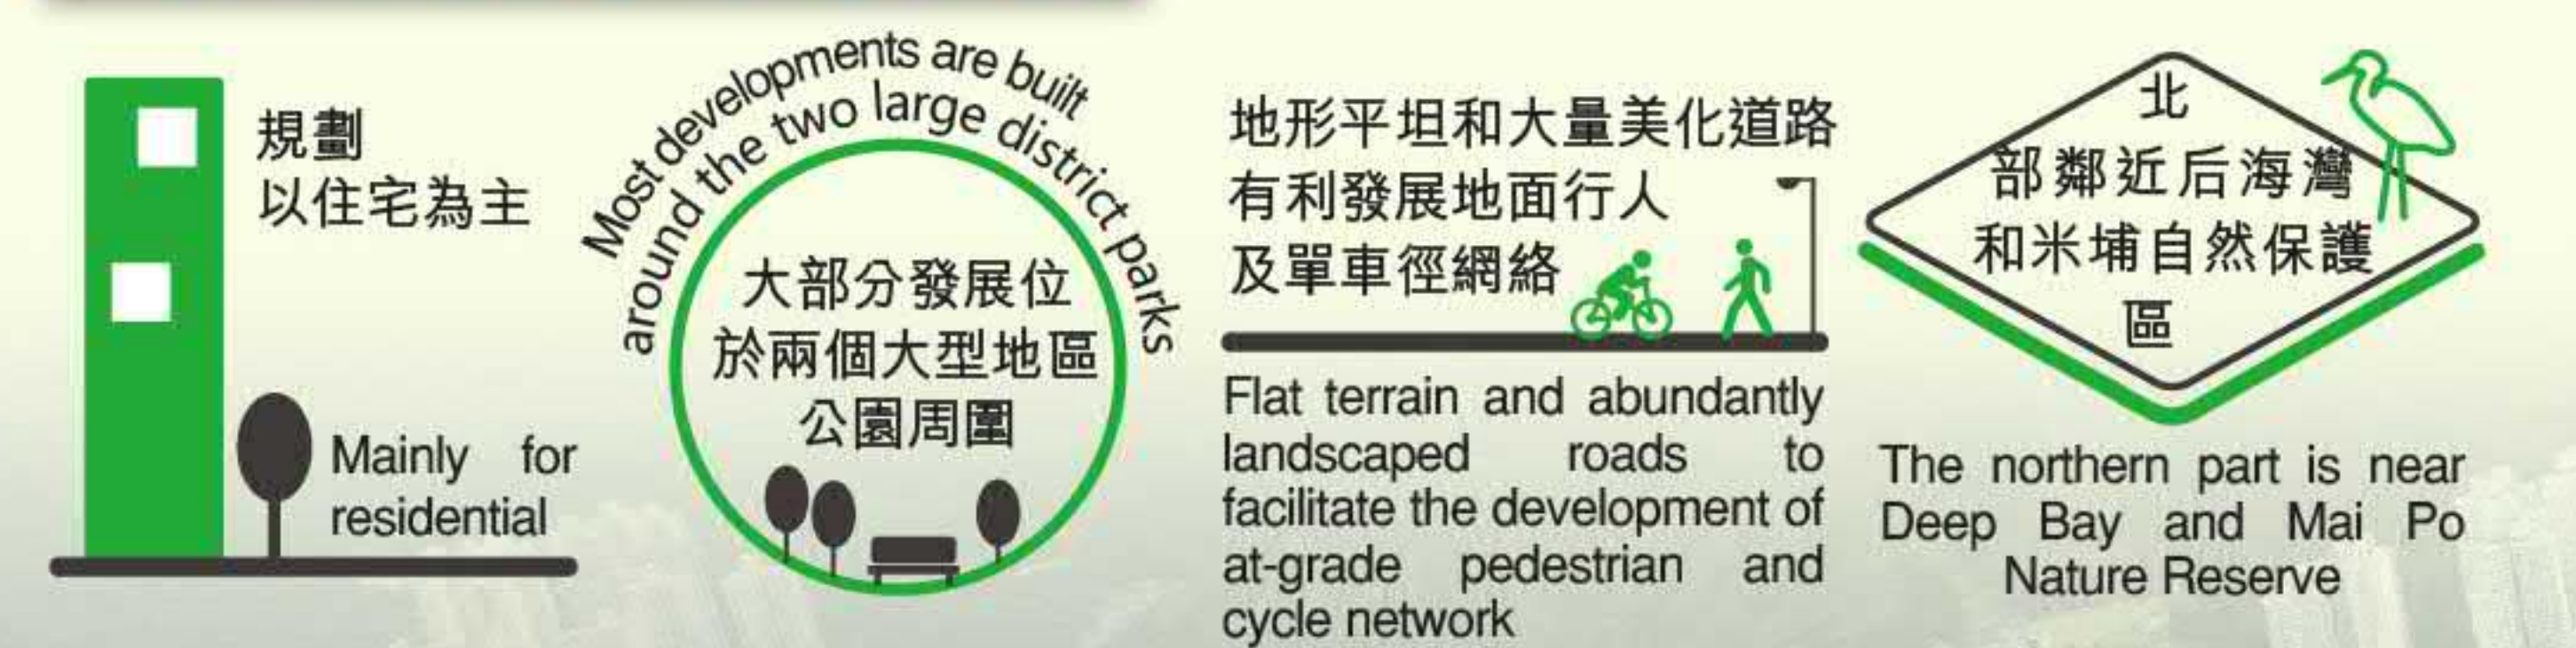 規劃
以住宅為主
Mainly for
residential
Most developments are built
around the two large district parks
大部分發展位
於兩個大型地區
公園周圍
地形平坦和大量美化道路
有利發展地面行人
及單車徑網絡
Flat terrain and abundantly
landscaped roads to
facilitate the development of
at-grade pedestrian and
cycle network
北
部鄰近后海灣
和米埔自然保護
區
The northern part is near
Deep Bay and Mai Po
Nature Reserve